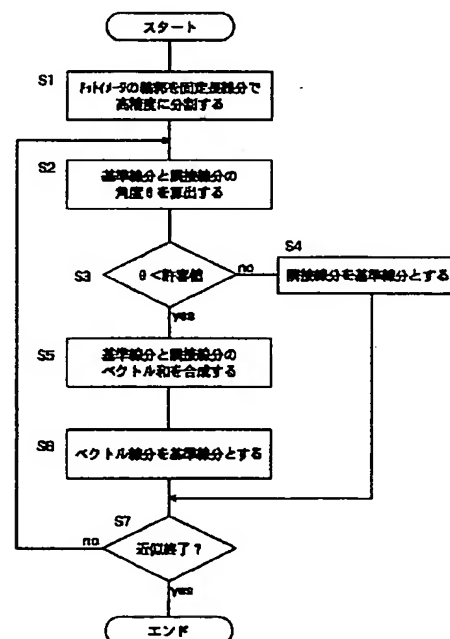 スタート
S1
ドットイメージの輪郭を固定長線分で
高精度に分割する
S2
基準線分と隣接線分の
角度θを算出する
S3
θ<許容値
no
S4
隣接線分を基準線分とする
yes
S5
基準線分と隣接線分の
ベクトル和を合成する
S6
ベクトル線分を基準線分とする
S7
no
近似終了?
yes
エンド